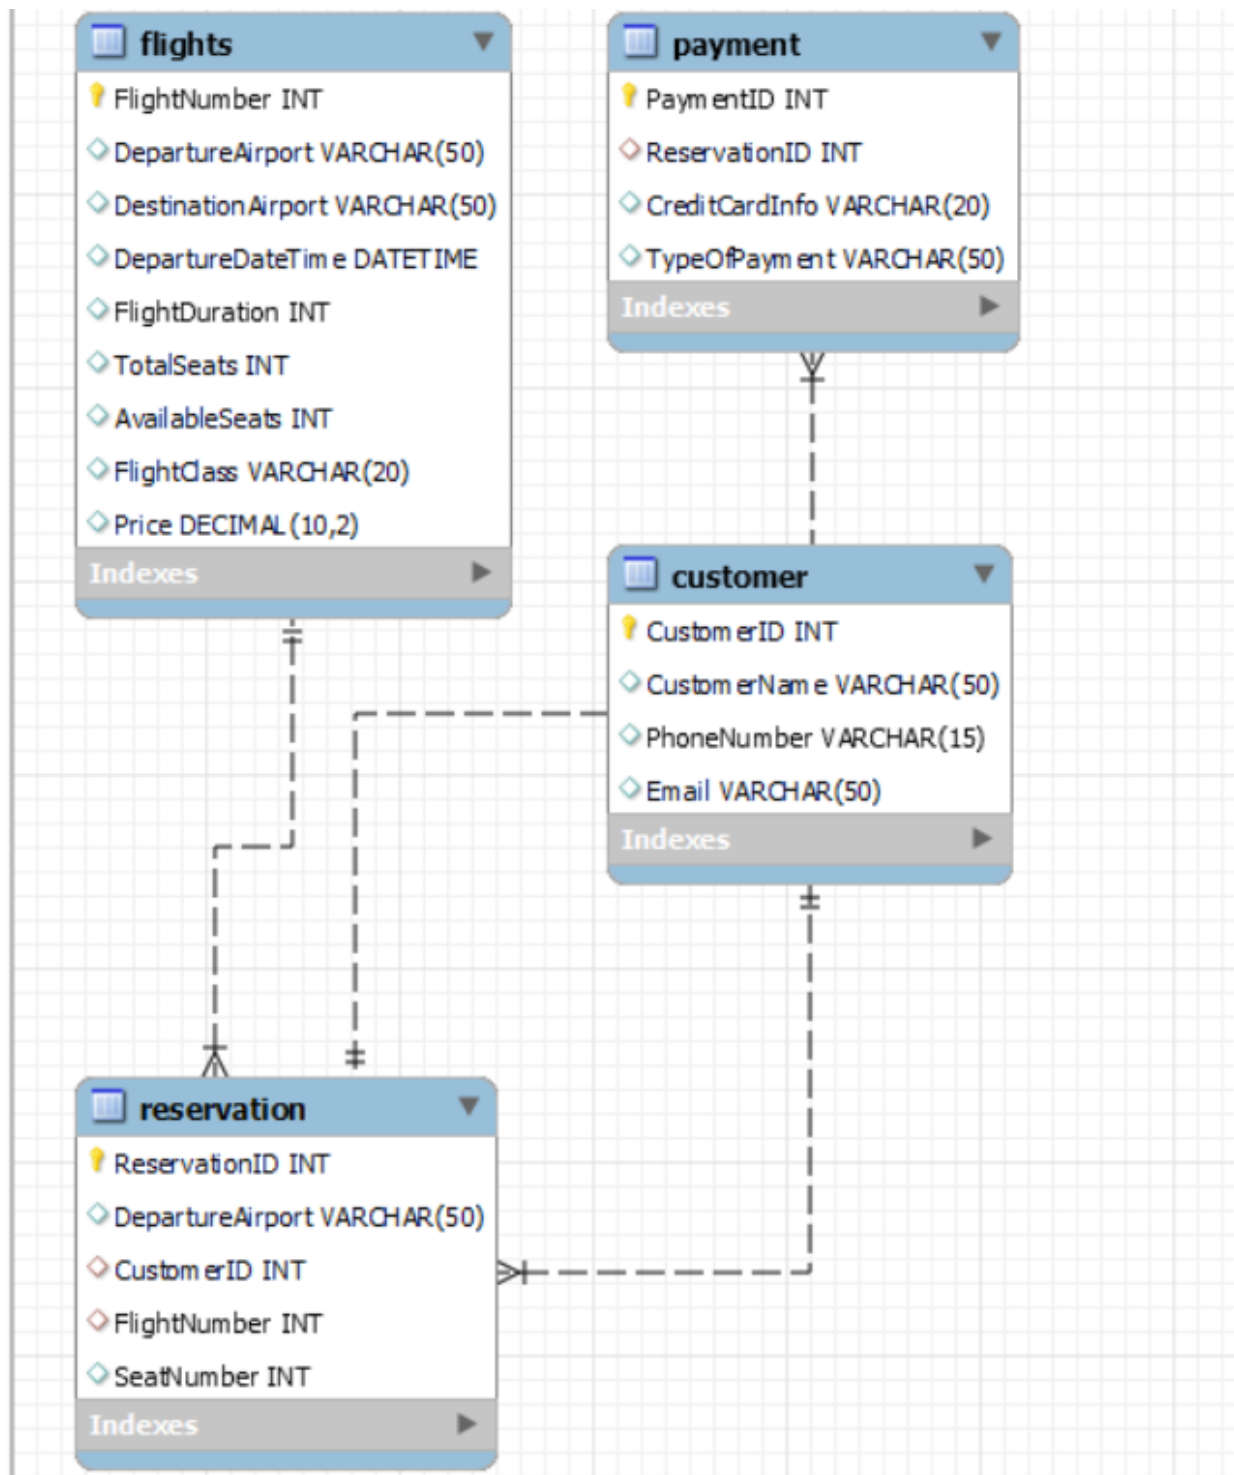 flights
FlightNumber INT
DepartureAirport VARCHAR(50)
DestinationAirport VARCHAR(50)
DepartureDateTime DATETIME
FlightDuration INT
TotalSeats INT
AvailableSeats INT
FlightClass VARCHAR(20)
Price DECIMAL(10,2)
Indexes
payment
PaymentID INT
ReservationID INT
CreditCardInfo VARCHAR(20)
TypeOfPayment VARCHAR(50)
Indexes
customer
CustomerID INT
CustomerName VARCHAR(50)
PhoneNumber VARCHAR(15)
Email VARCHAR(50)
Indexes
reservation
ReservationID INT
DepartureAirport VARCHAR(50)
CustomerID INT
FlightNumber INT
SeatNumber INT
Indexes